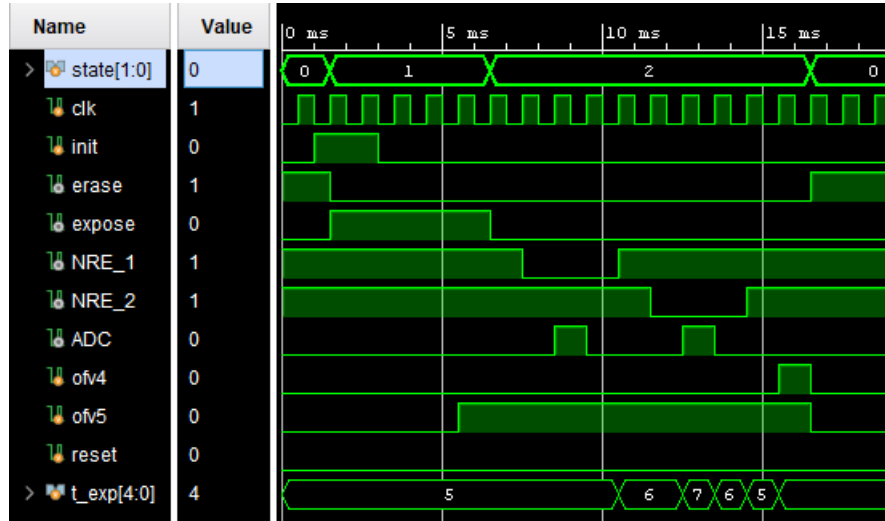 Name Value 0 ms 5 ms 10 ms 15 ms
state[1:0] 0 0 1 2 0
clk 1
init 0
erase 1
expose 0
NRE_1 1
NRE_2 1
ADC 0
ofv4 0
ofv5 0
reset 0
t_exp[4:0] 4 5 6 7 6 5